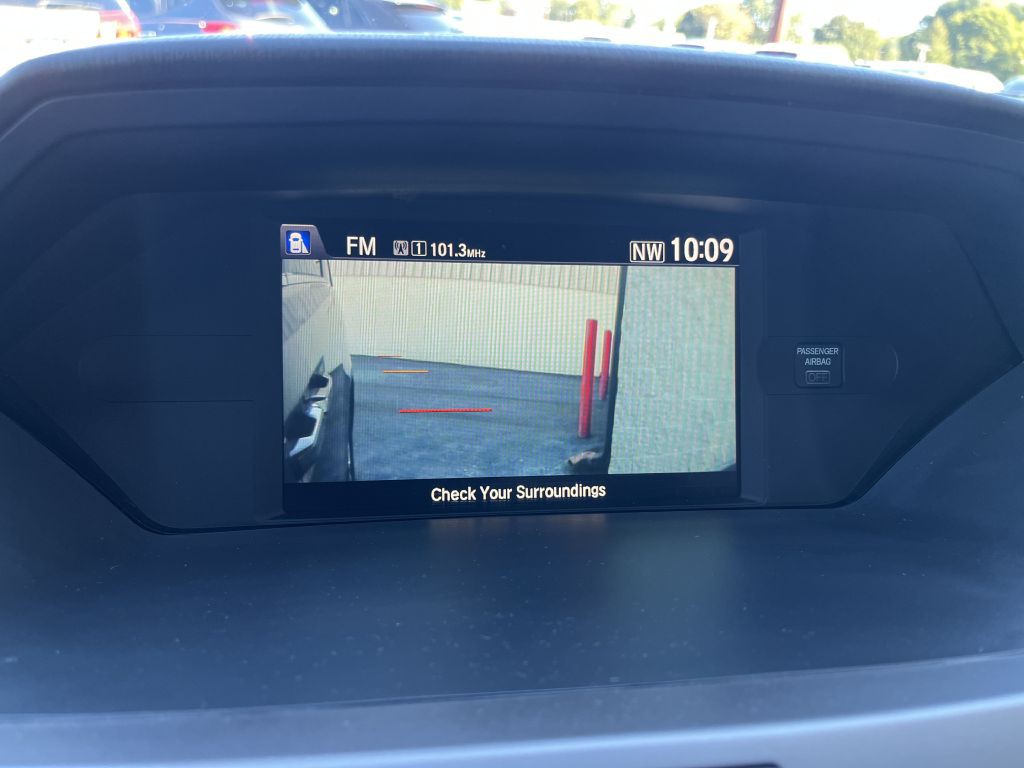 FM 1 101.3MHz NW 10:09
PASSENGER
AIRBAG
OFF
Check Your Surroundings